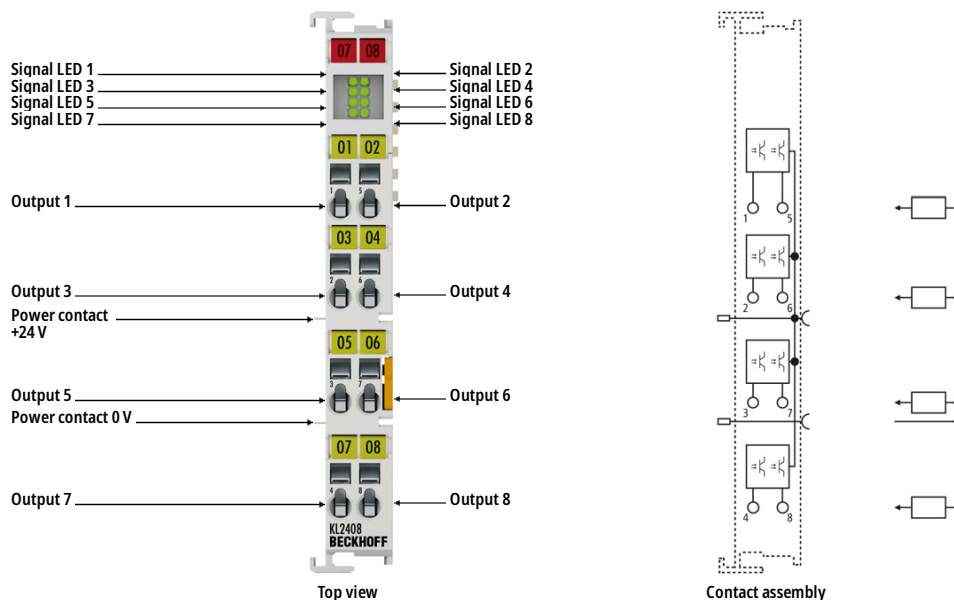 07 08
Signal LED 1
Signal LED 2
Signal LED 3
Signal LED 4
Signal LED 5
Signal LED 6
Signal LED 7
Signal LED 8
01 02
1 5
Output 1
Output 2
03 04
2 6
Output 3
Output 4
Power contact
+24 V
05 06
3 7
Output 5
Output 6
Power contact 0 V
07 08
4 8
Output 7
Output 8
KL2408
BECKHOFF
Top view
1 5
2 6
3 7
4 8
Contact assembly